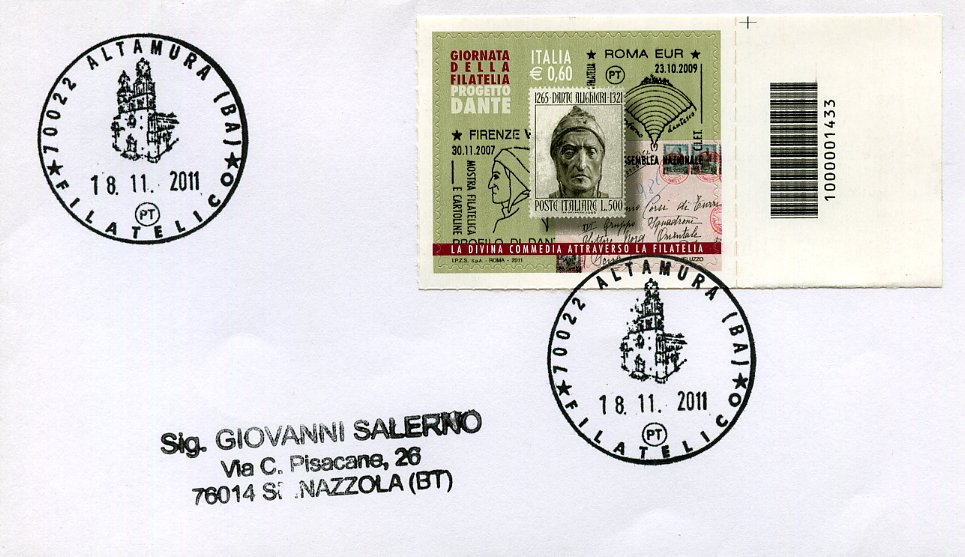 70022 ALTAMURA (BA)
18. 11. 2011
PT
FILATELICO
GIORNATA
DELLA
FILATELIA
PROGETTO
DANTE
ITALIA
€ 0,60
ROMA EUR
PT
23.10.2009
1265·DANTE ALIGHIERI·1321
FIRENZE V
30.11.2007
MOSTRA FILATELICA
E CARTOLINE
PROFILO DI DAN
POSTE ITALIANE L. 500
ASSEMBLEA NAZIONALE
LA DIVINA COMMEDIA ATTRAVERSO LA FILATELIA
I.P.Z.S. S.p.A. - ROMA - 2011
1000001433
70022 ALTAMURA (BA)
18. 11. 2011
PT
FILATELICO
Sig. GIOVANNI SALERNO
Via C. Pisacane, 26
76014 (BT)